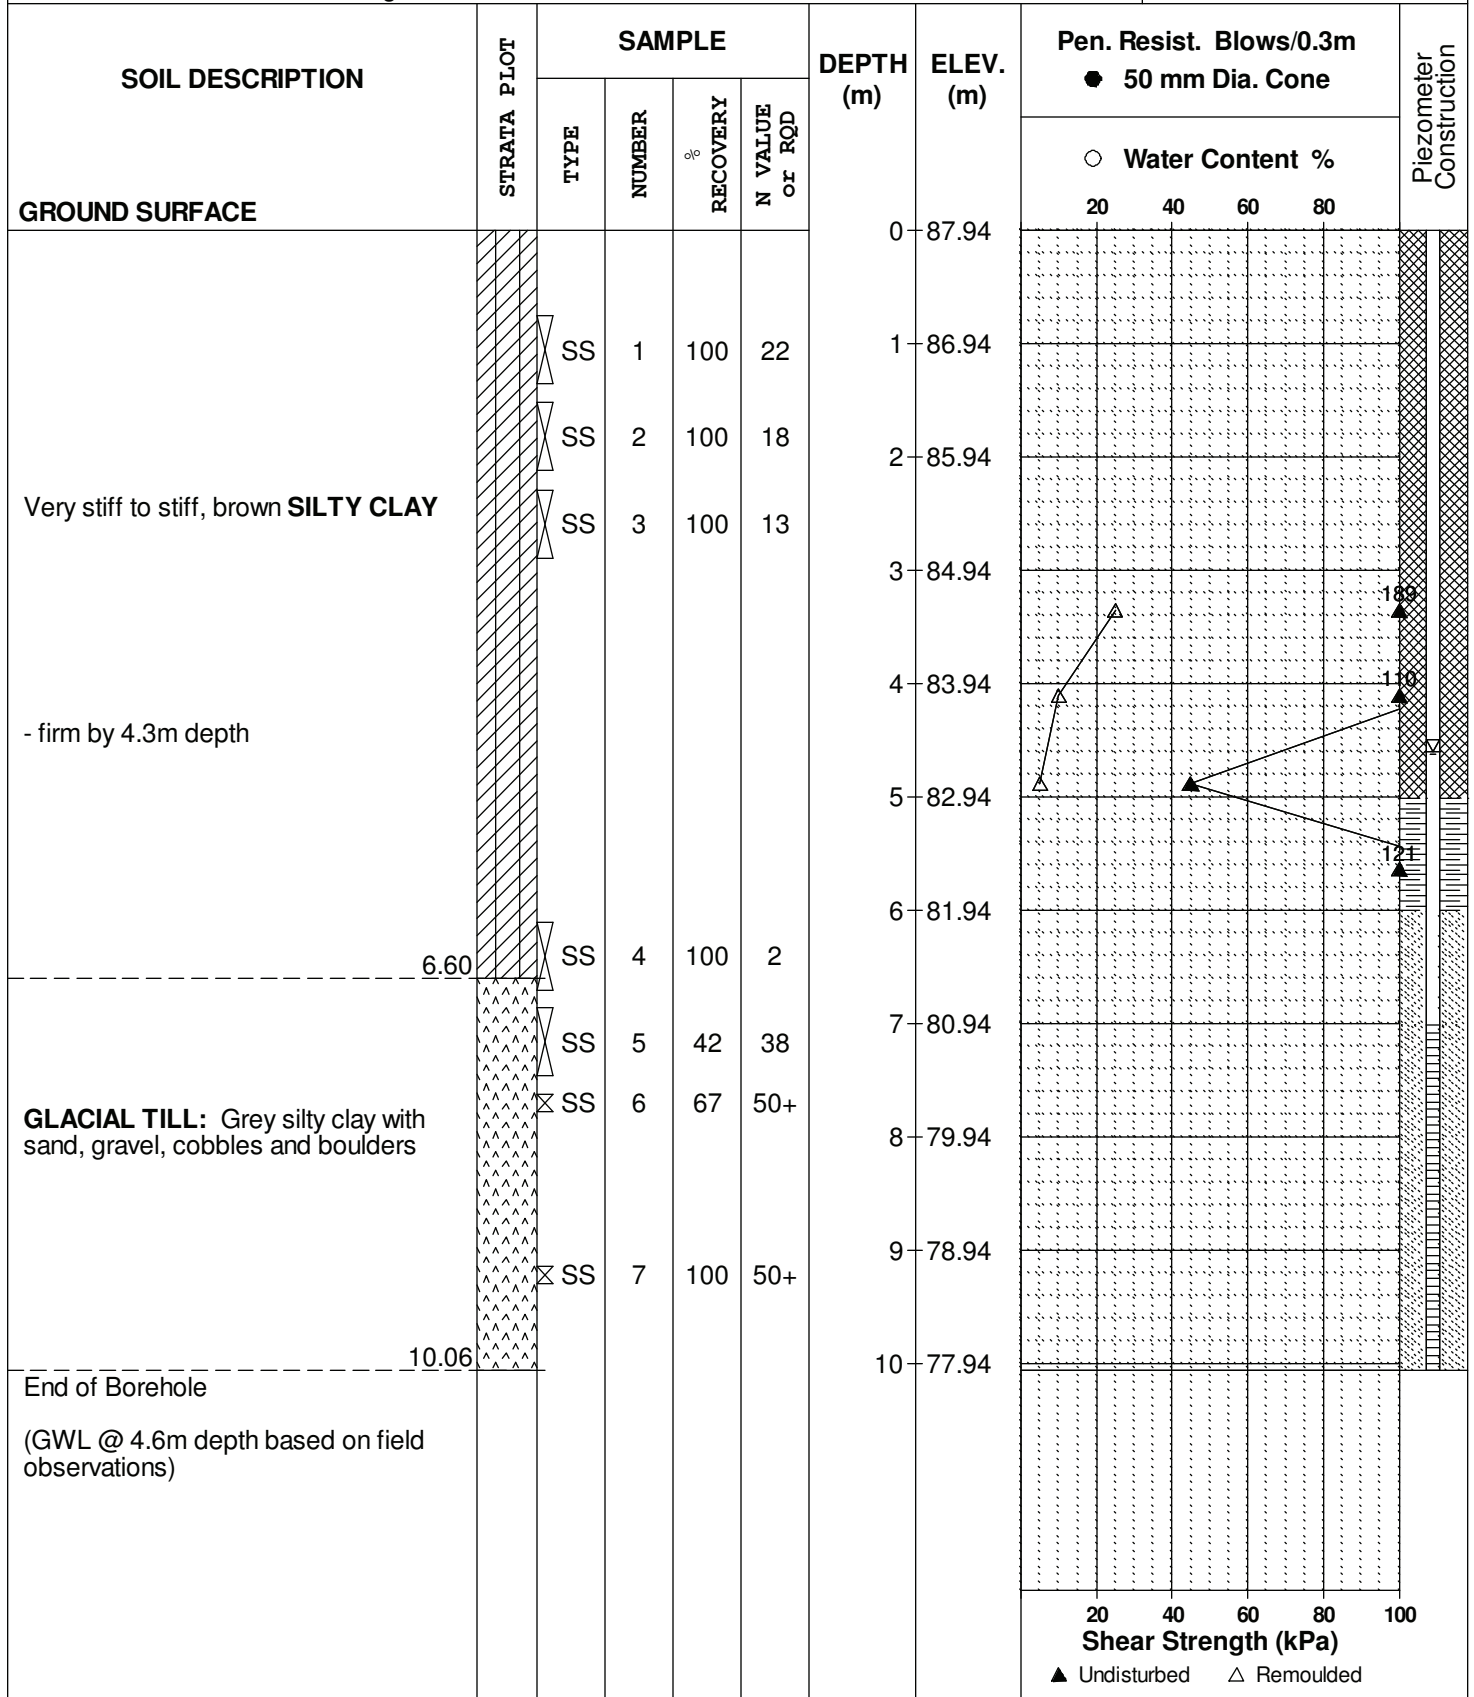 SOIL DESCRIPTION
GROUND SURFACE
STRATA PLOT
SAMPLE
TYPE
NUMBER
% RECOVERY
N VALUE or RQD
DEPTH (m)
ELEV. (m)
Pen. Resist. Blows/0.3m
● 50 mm Dia. Cone
○ Water Content %
20 40 60 80
Piezometer Construction
0 87.94
SS 1 100 22
1 86.94
SS 2 100 18
2 85.94
Very stiff to stiff, brown SILTY CLAY
SS 3 100 13
3 84.94
189
4 83.94
110
- firm by 4.3m depth
5 82.94
121
6 81.94
SS 4 100 2
6.60
7 80.94
SS 5 42 38
GLACIAL TILL: Grey silty clay with
sand, gravel, cobbles and boulders
SS 6 67 50+
8 79.94
9 78.94
SS 7 100 50+
10.06
10 77.94
End of Borehole
(GWL @ 4.6m depth based on field
observations)
20 40 60 80 100
Shear Strength (kPa)
▲ Undisturbed △ Remoulded